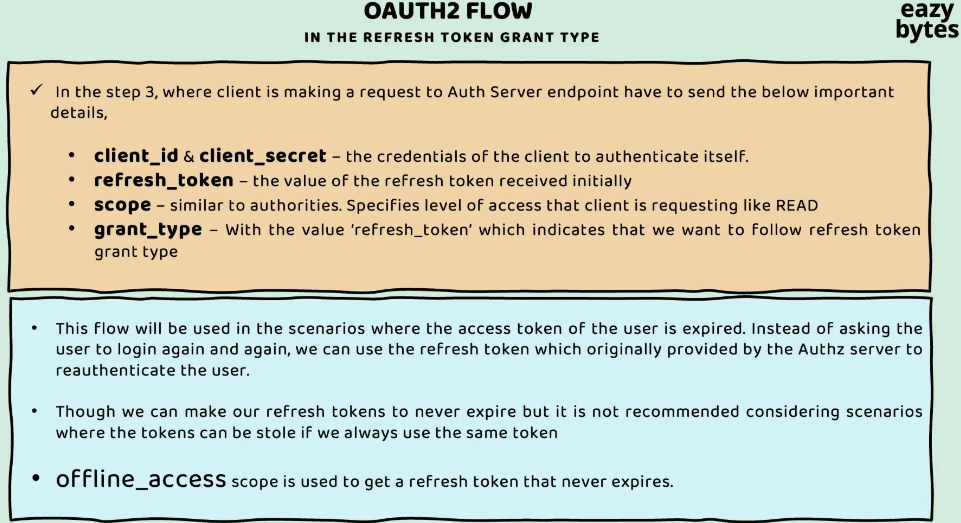 OAUTH2 FLOW
eazy
bytes
IN THE REFRESH TOKEN GRANT TYPE
✓ In the step 3, where client is making a request to Auth Server endpoint have to send the below important
details,
• client_id & client_secret – the credentials of the client to authenticate itself.
• refresh_token – the value of the refresh token received initially
• scope – similar to authorities. Specifies level of access that client is requesting like READ
• grant_type – With the value ‘refresh_token’ which indicates that we want to follow refresh token
grant type
• This flow will be used in the scenarios where the access token of the user is expired. Instead of asking the
user to login again and again, we can use the refresh token which originally provided by the Authz server to
reauthenticate the user.
• Though we can make our refresh tokens to never expire but it is not recommended considering scenarios
where the tokens can be stole if we always use the same token
• offline_access scope is used to get a refresh token that never expires.